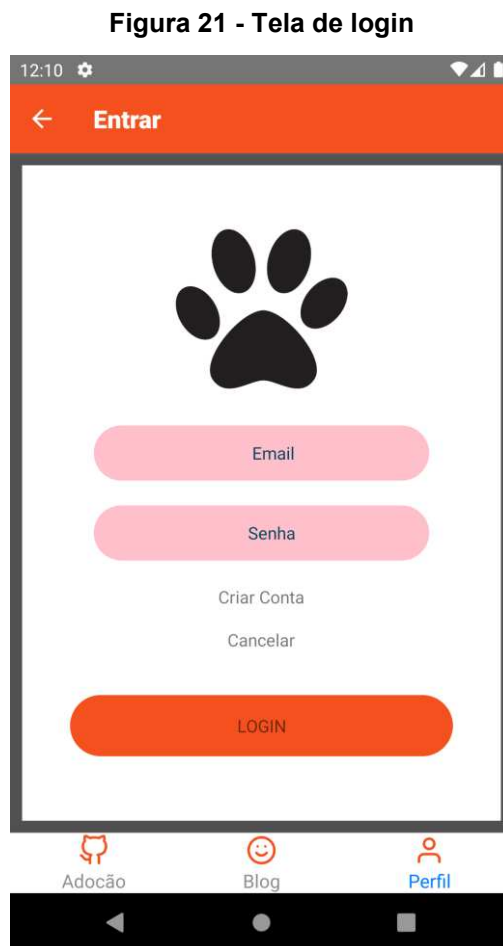 Figura 21 - Tela de login
12:10
Entrar
Email
Senha
Criar Conta
Cancelar
LOGIN
Adocão
Blog
Perfil